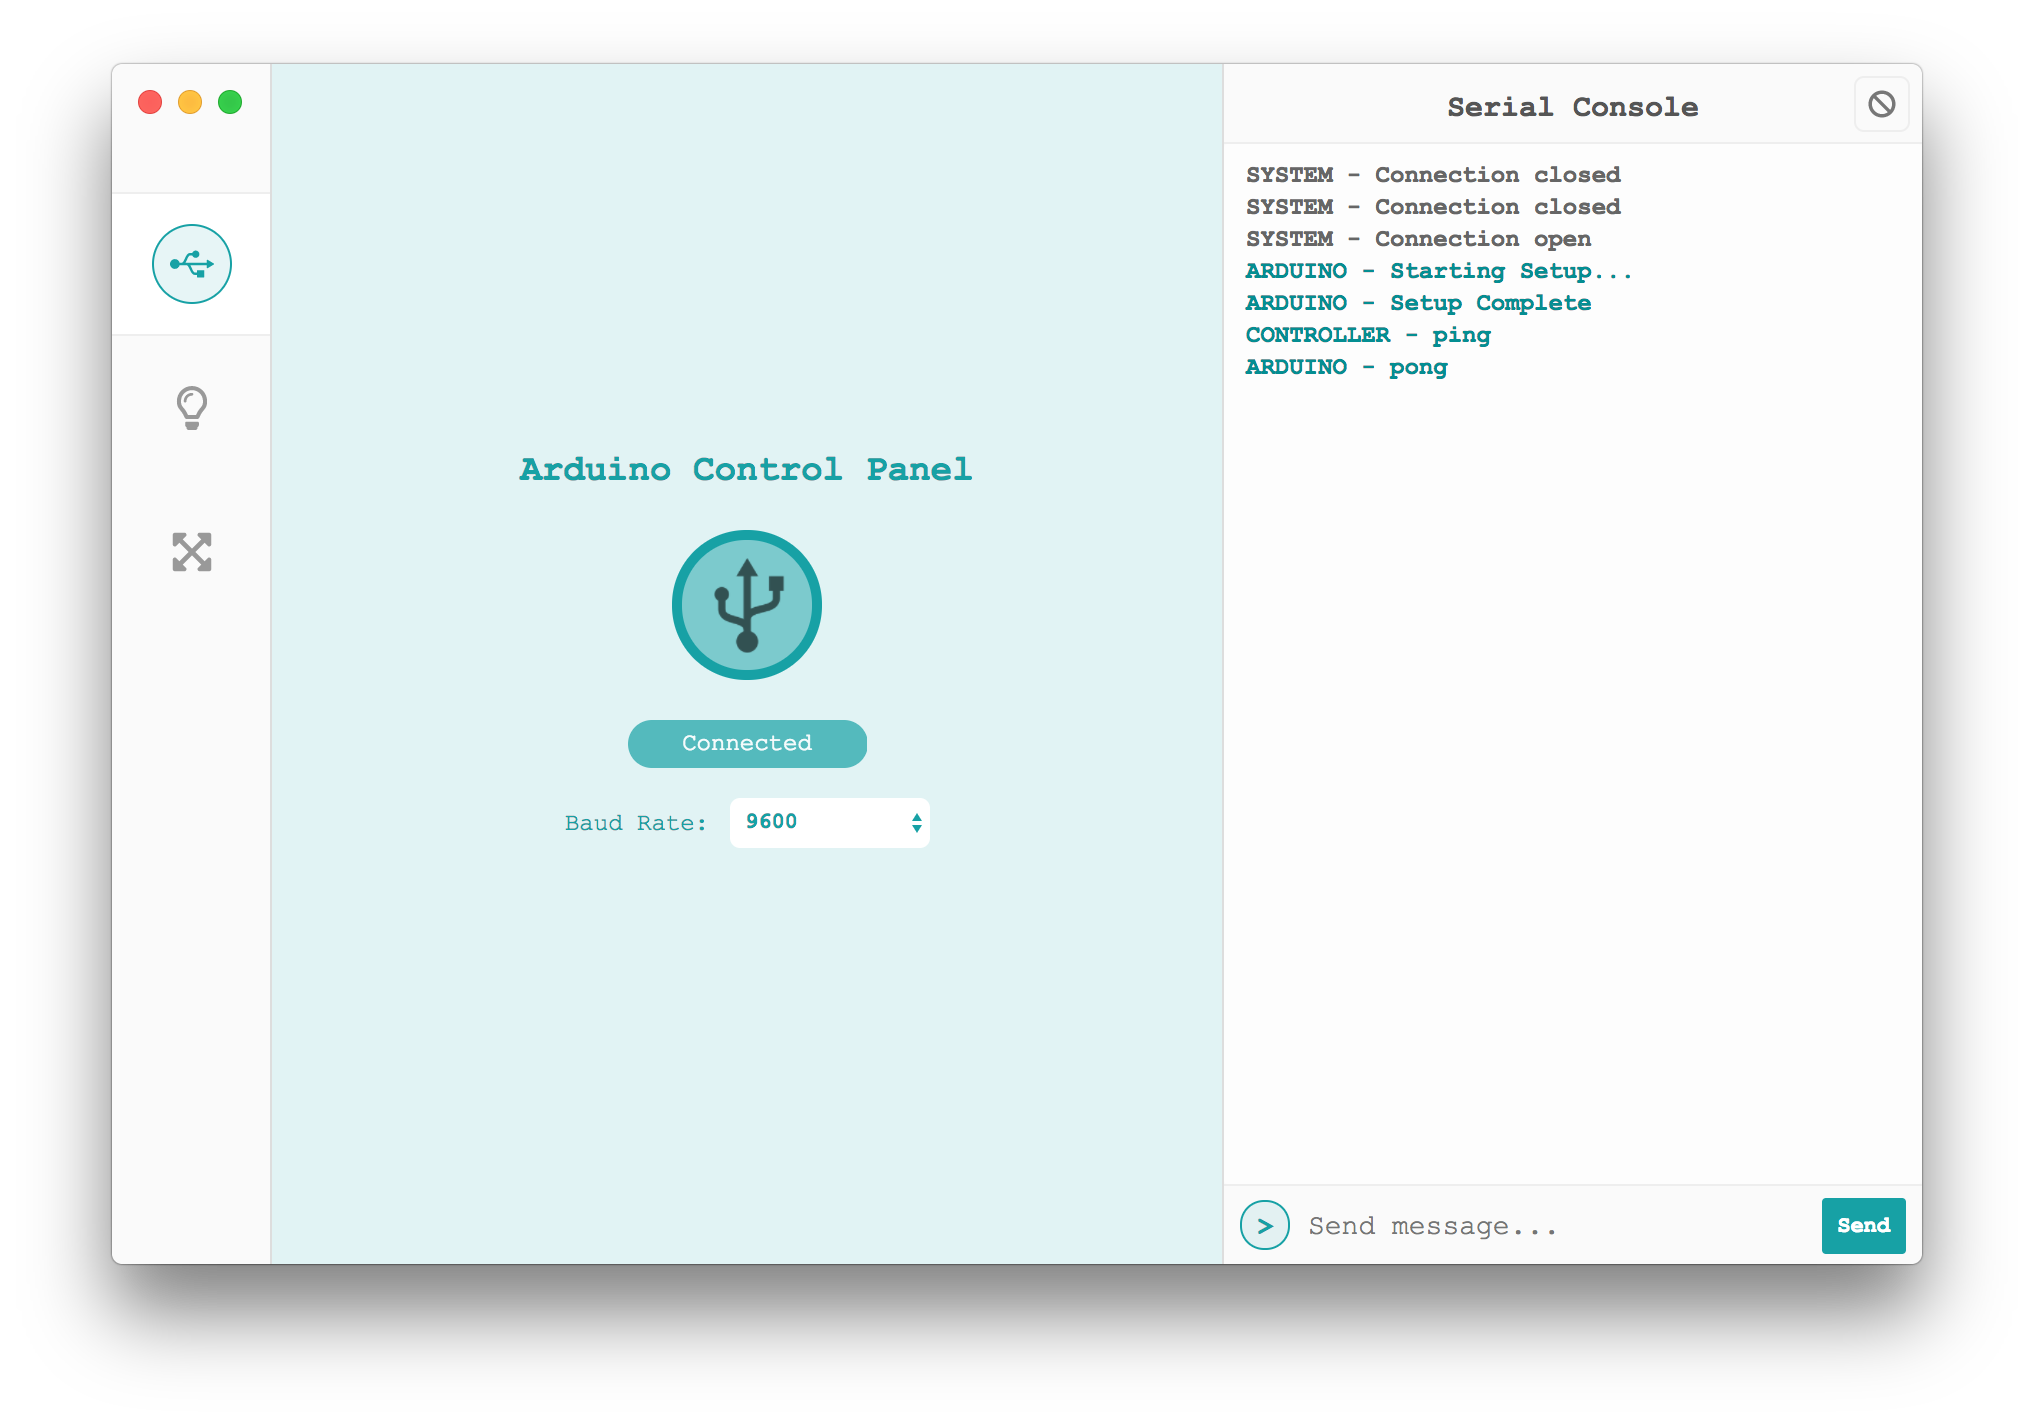 Arduino Control Panel
Connected
Baud Rate: 9600
Serial Console
SYSTEM - Connection closed
SYSTEM - Connection closed
SYSTEM - Connection open
ARDUINO - Starting Setup...
ARDUINO - Setup Complete
CONTROLLER - ping
ARDUINO - pong
> Send message... Send